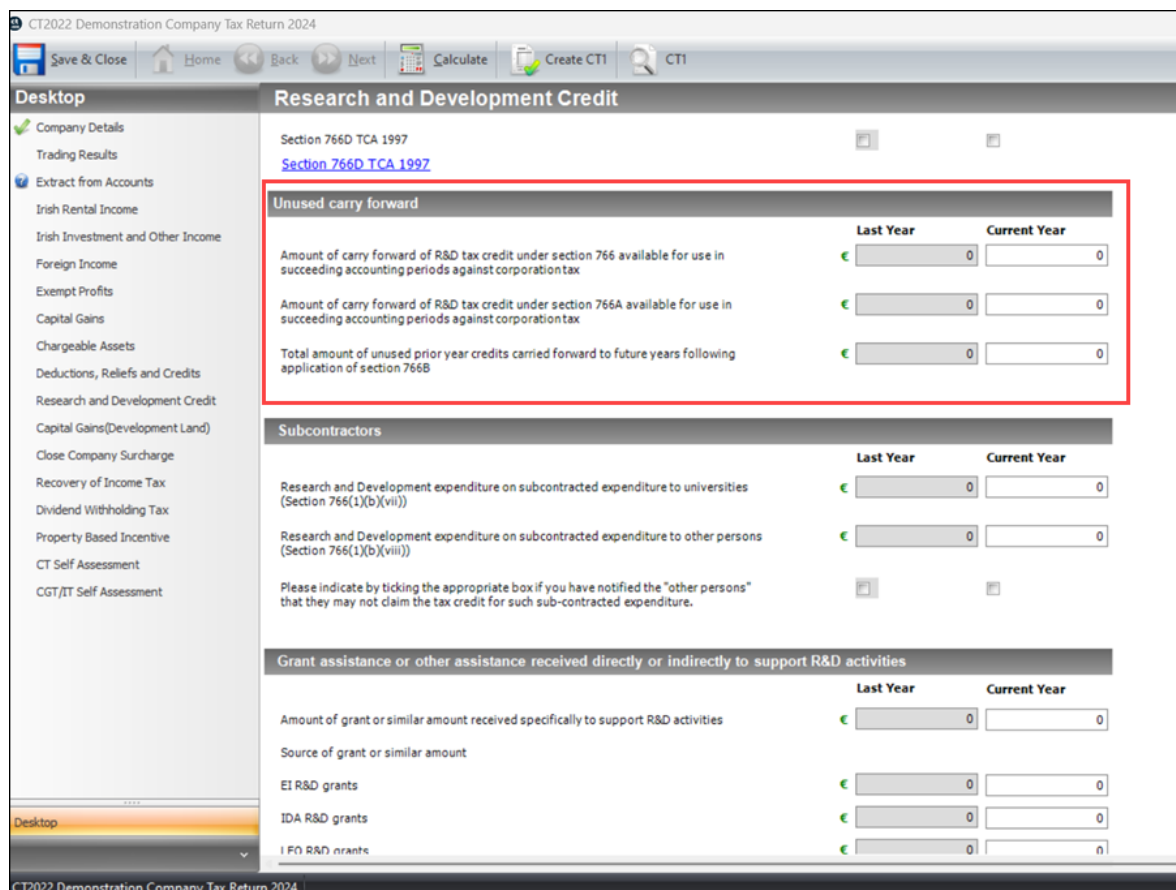 CT2022 Demonstration Company Tax Return 2024
Save & Close Home Back Next Calculate Create CT1 CT1
Desktop
Company Details
Trading Results
Extract from Accounts
Irish Rental Income
Irish Investment and Other Income
Foreign Income
Exempt Profits
Capital Gains
Chargeable Assets
Deductions, Reliefs and Credits
Research and Development Credit
Capital Gains(Development Land)
Close Company Surcharge
Recovery of Income Tax
Dividend Withholding Tax
Property Based Incentive
CT Self Assessment
CGT/IT Self Assessment
Desktop
Research and Development Credit
Section 766D TCA 1997
Section 766D TCA 1997
Unused carry forward
Last Year Current Year
Amount of carry forward of R&D tax credit under section 766 available for use in € 0 0
succeeding accounting periods against corporation tax
Amount of carry forward of R&D tax credit under section 766A available for use in € 0 0
succeeding accounting periods against corporation tax
Total amount of unused prior year credits carried forward to future years following € 0 0
application of section 766B
Subcontractors
Last Year Current Year
Research and Development expenditure on subcontracted expenditure to universities € 0 0
(Section 766(1)(b)(vii))
Research and Development expenditure on subcontracted expenditure to other persons € 0 0
(Section 766(1)(b)(viii))
Please indicate by ticking the appropriate box if you have notified the "other persons"
that they may not claim the tax credit for such sub-contracted expenditure.
Grant assistance or other assistance received directly or indirectly to support R&D activities
Last Year Current Year
Amount of grant or similar amount received specifically to support R&D activities € 0 0
Source of grant or similar amount
EI R&D grants € 0 0
IDA R&D grants € 0 0
LEO R&D grants € 0 0
CT2022 Demonstration Company Tax Return 2024